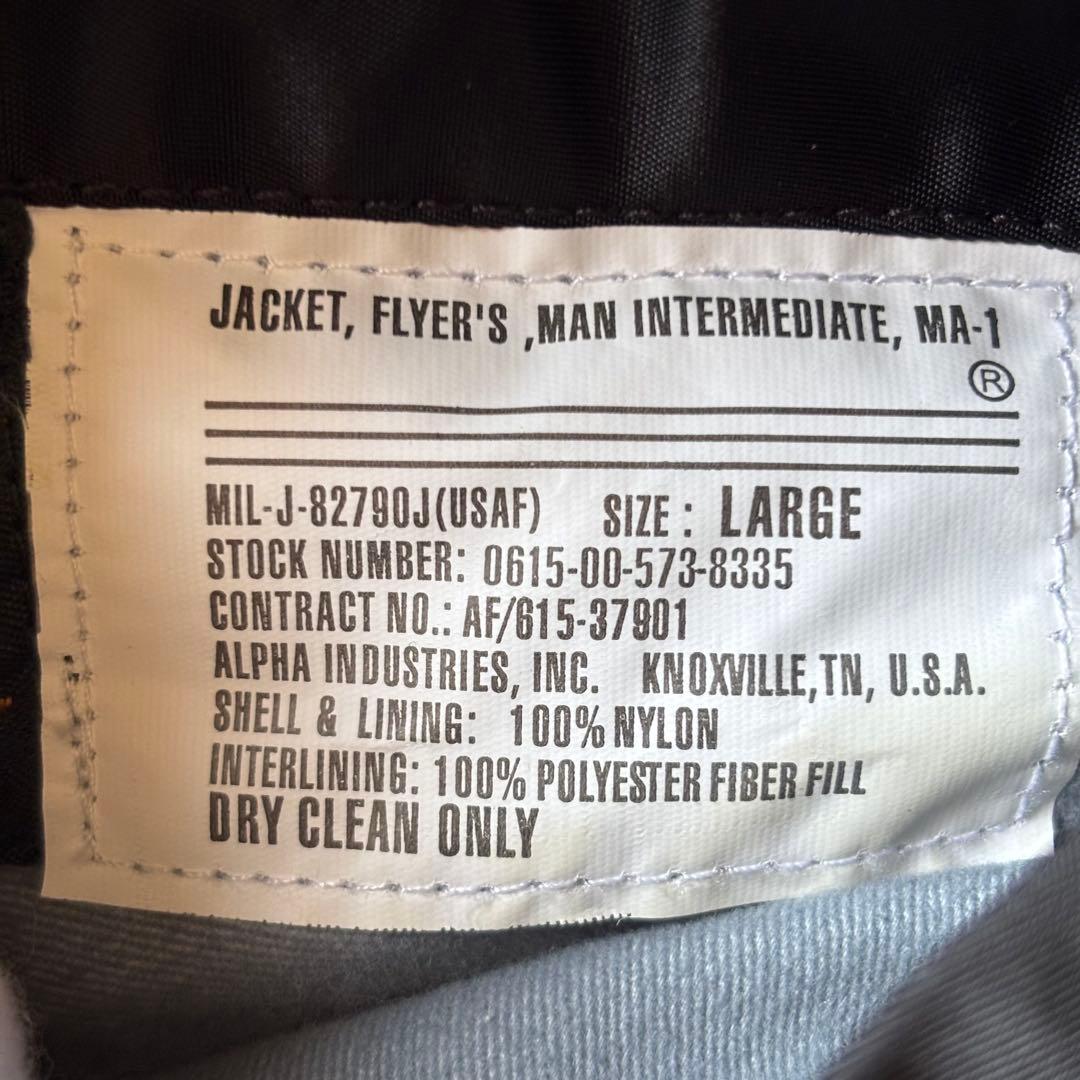 JACKET, FLYER'S ,MAN INTERMEDIATE, MA-1
®
MIL-J-82790J(USAF) SIZE : LARGE
STOCK NUMBER: 0615-00-573-8335
CONTRACT NO.: AF/615-37901
ALPHA INDUSTRIES, INC. KNOXVILLE,TN, U.S.A.
SHELL & LINING: 100% NYLON
INTERLINING: 100% POLYESTER FIBER FILL
DRY CLEAN ONLY